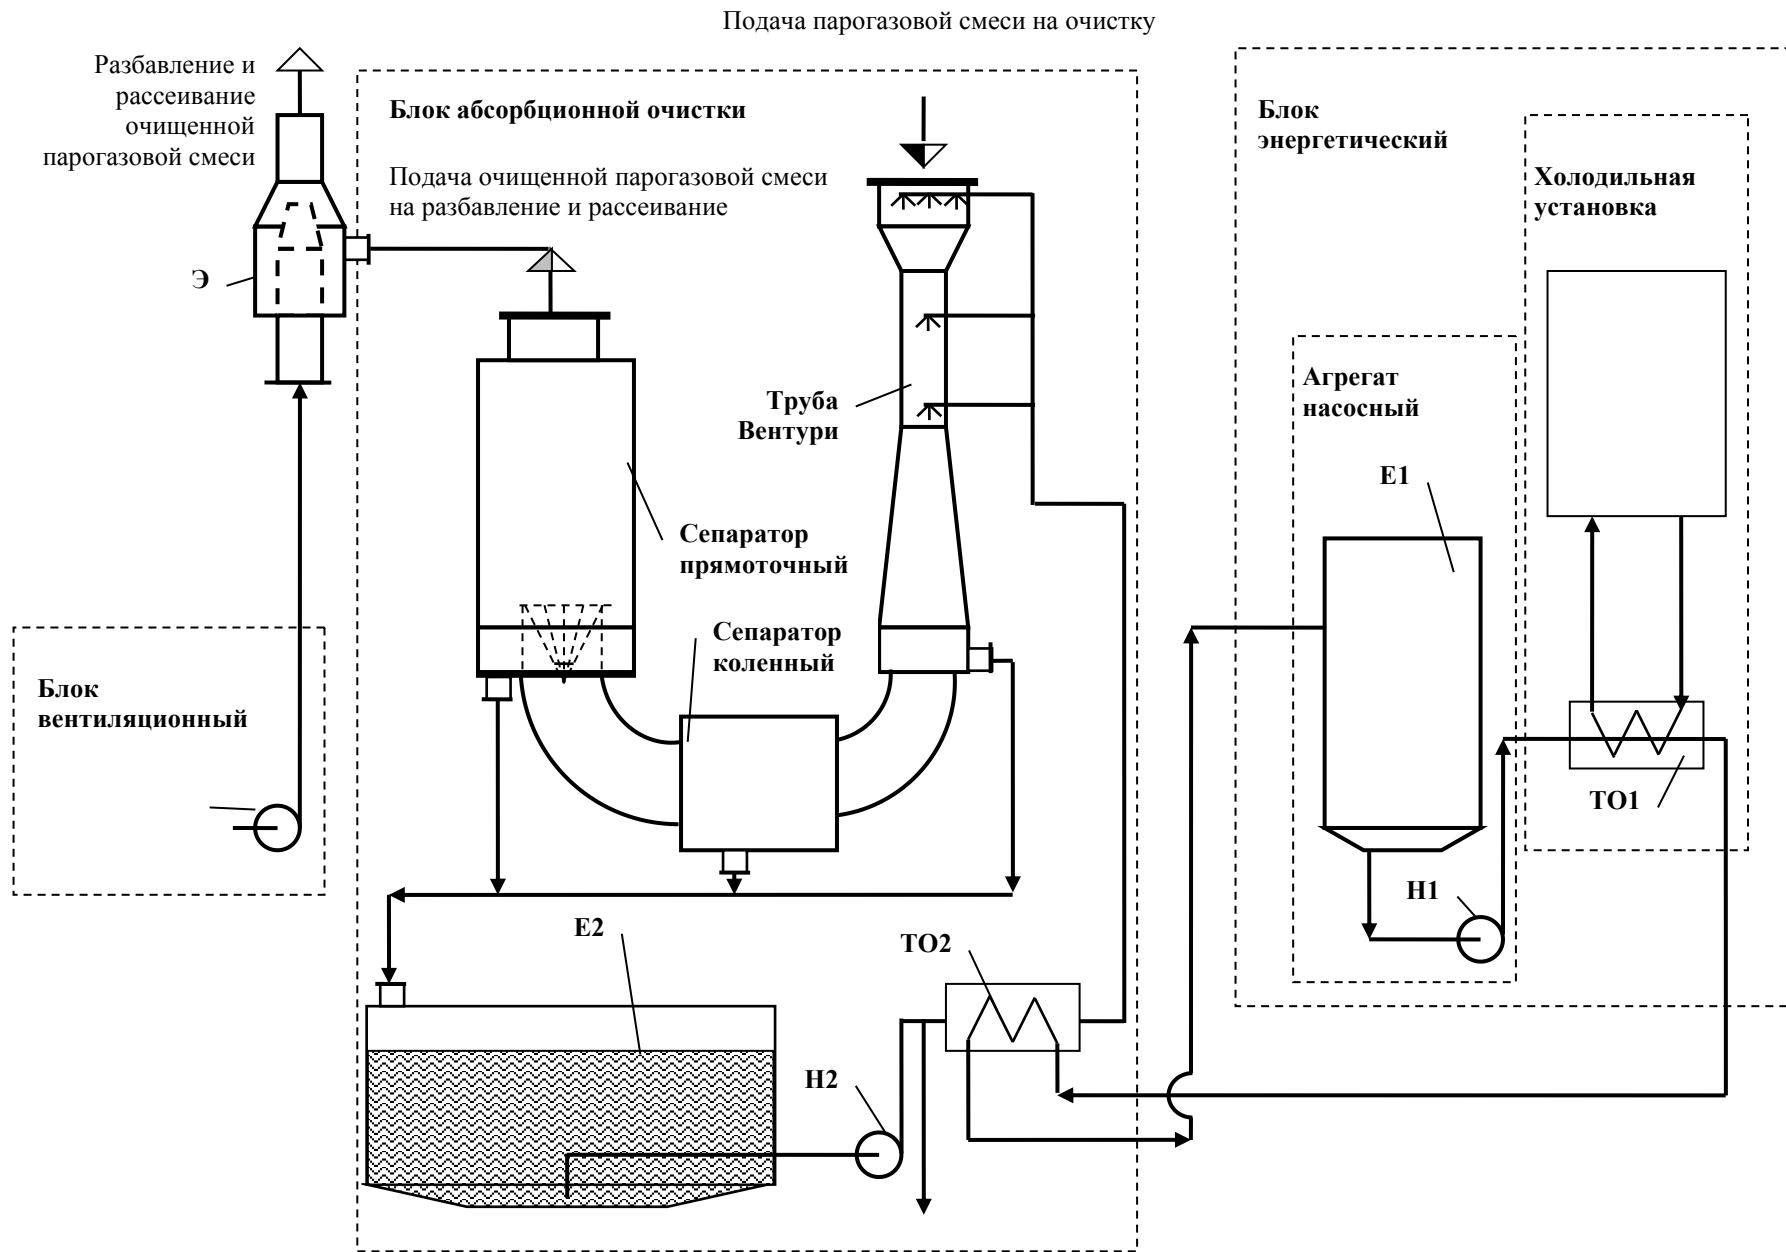 Подача парогазовой смеси на очистку
Разбавление и
рассеивание
очищенной
парогазовой смеси
Блок абсорбционной очистки
Подача очищенной парогазовой смеси
на разбавление и рассеивание
Блок
энергетический
Холодильная
установка
Э
Труба
Вентури
Агрегат
насосный
Е1
Сепаратор
прямоточный
Сепаратор
коленный
Блок
вентиляционный
ТО1
Н1
Е2
ТО2
Н2